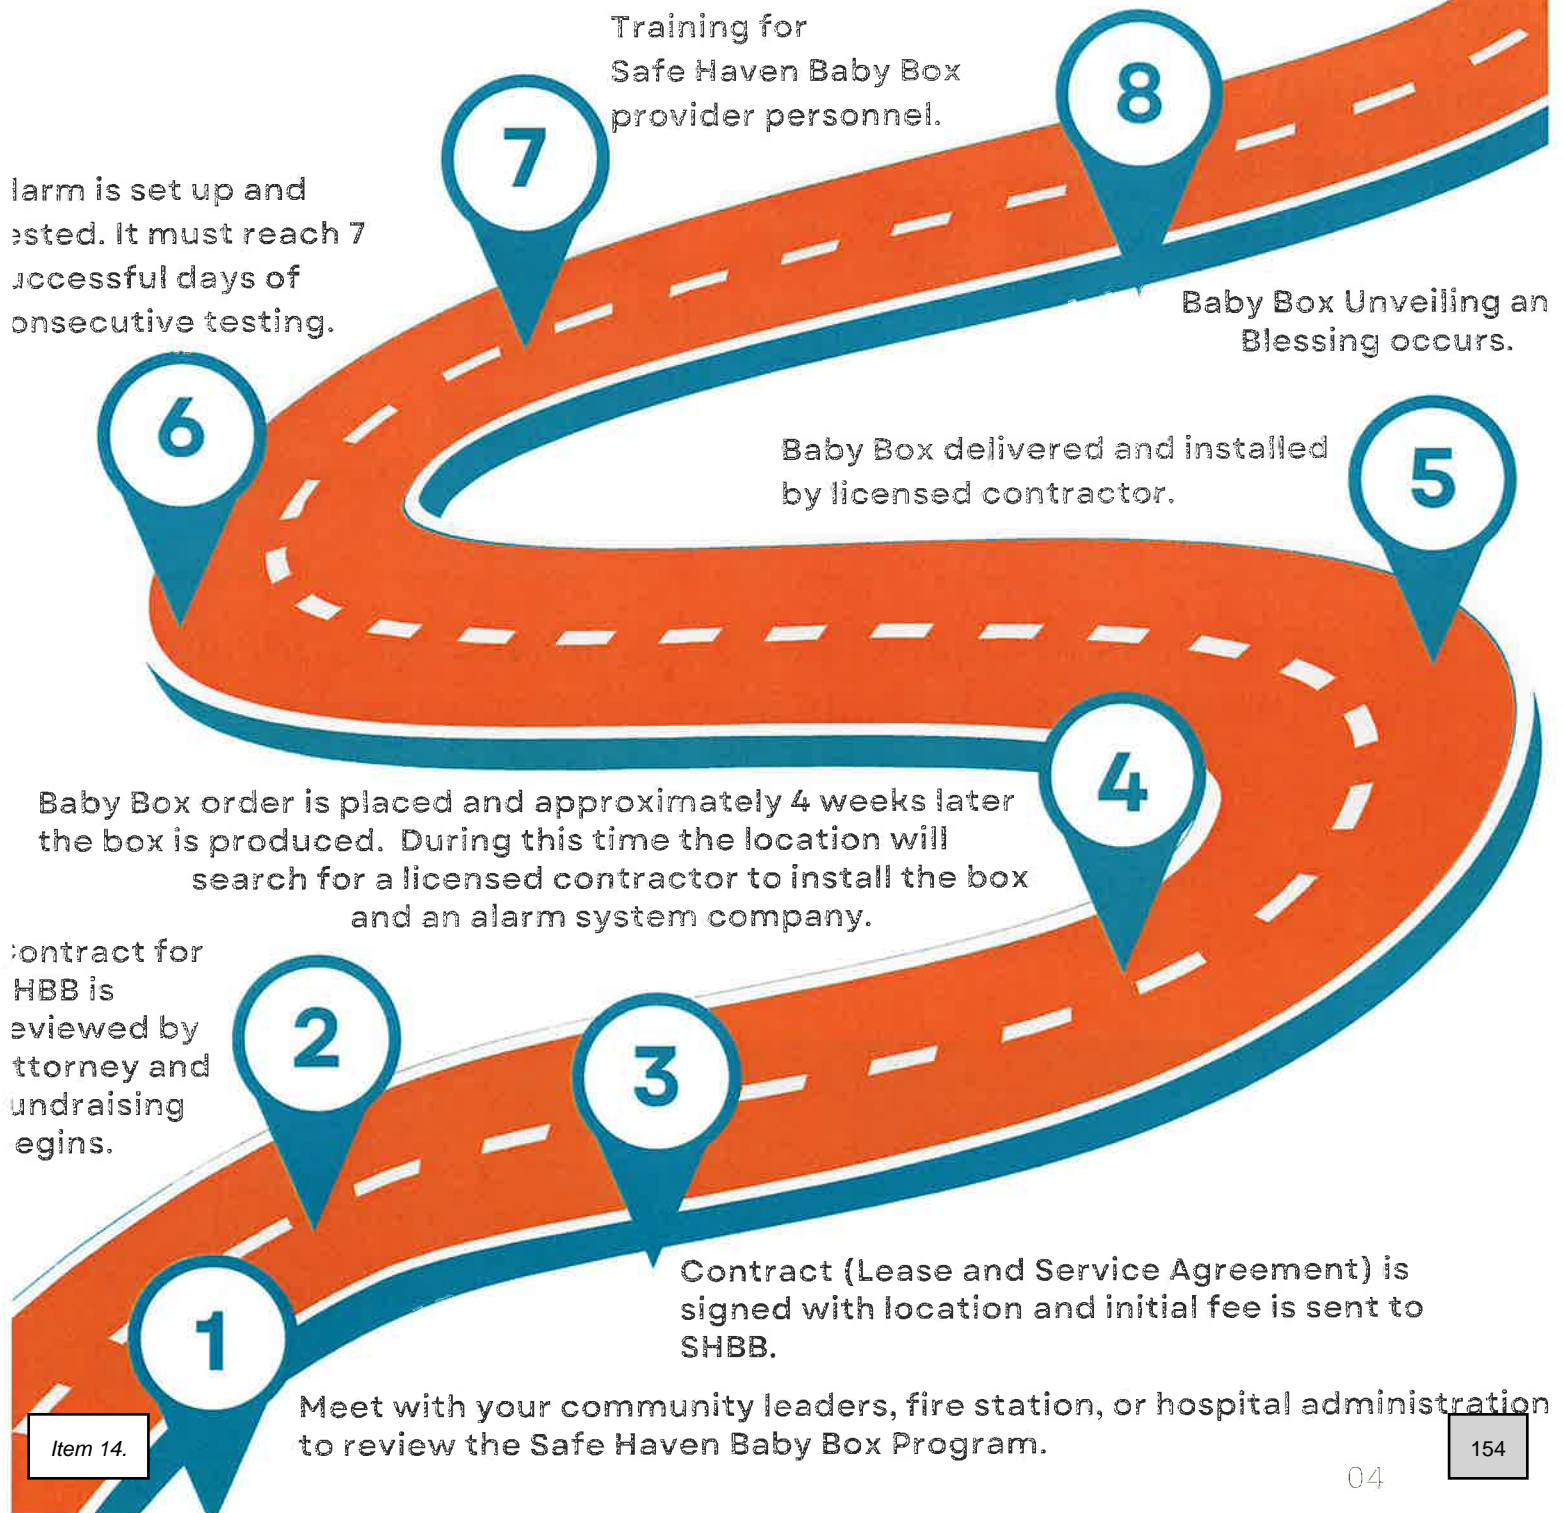 Training for
Safe Haven Baby Box
provider personnel.
7
8
larm is set up and
ested. It must reach 7
uccessful days of
onsecutive testing.
6
Baby Box Unveiling an
Blessing occurs.
Baby Box delivered and installed
by licensed contractor.
5
4
Baby Box order is placed and approximately 4 weeks later
the box is produced. During this time the location will
search for a licensed contractor to install the box
and an alarm system company.
ontract for
HBB is
eviewed by
ttorney and
undraising
egins.
2
3
Contract (Lease and Service Agreement) is
signed with location and initial fee is sent to
SHBB.
1
Meet with your community leaders, fire station, or hospital administration
to review the Safe Haven Baby Box Program.
Item 14.
154
04